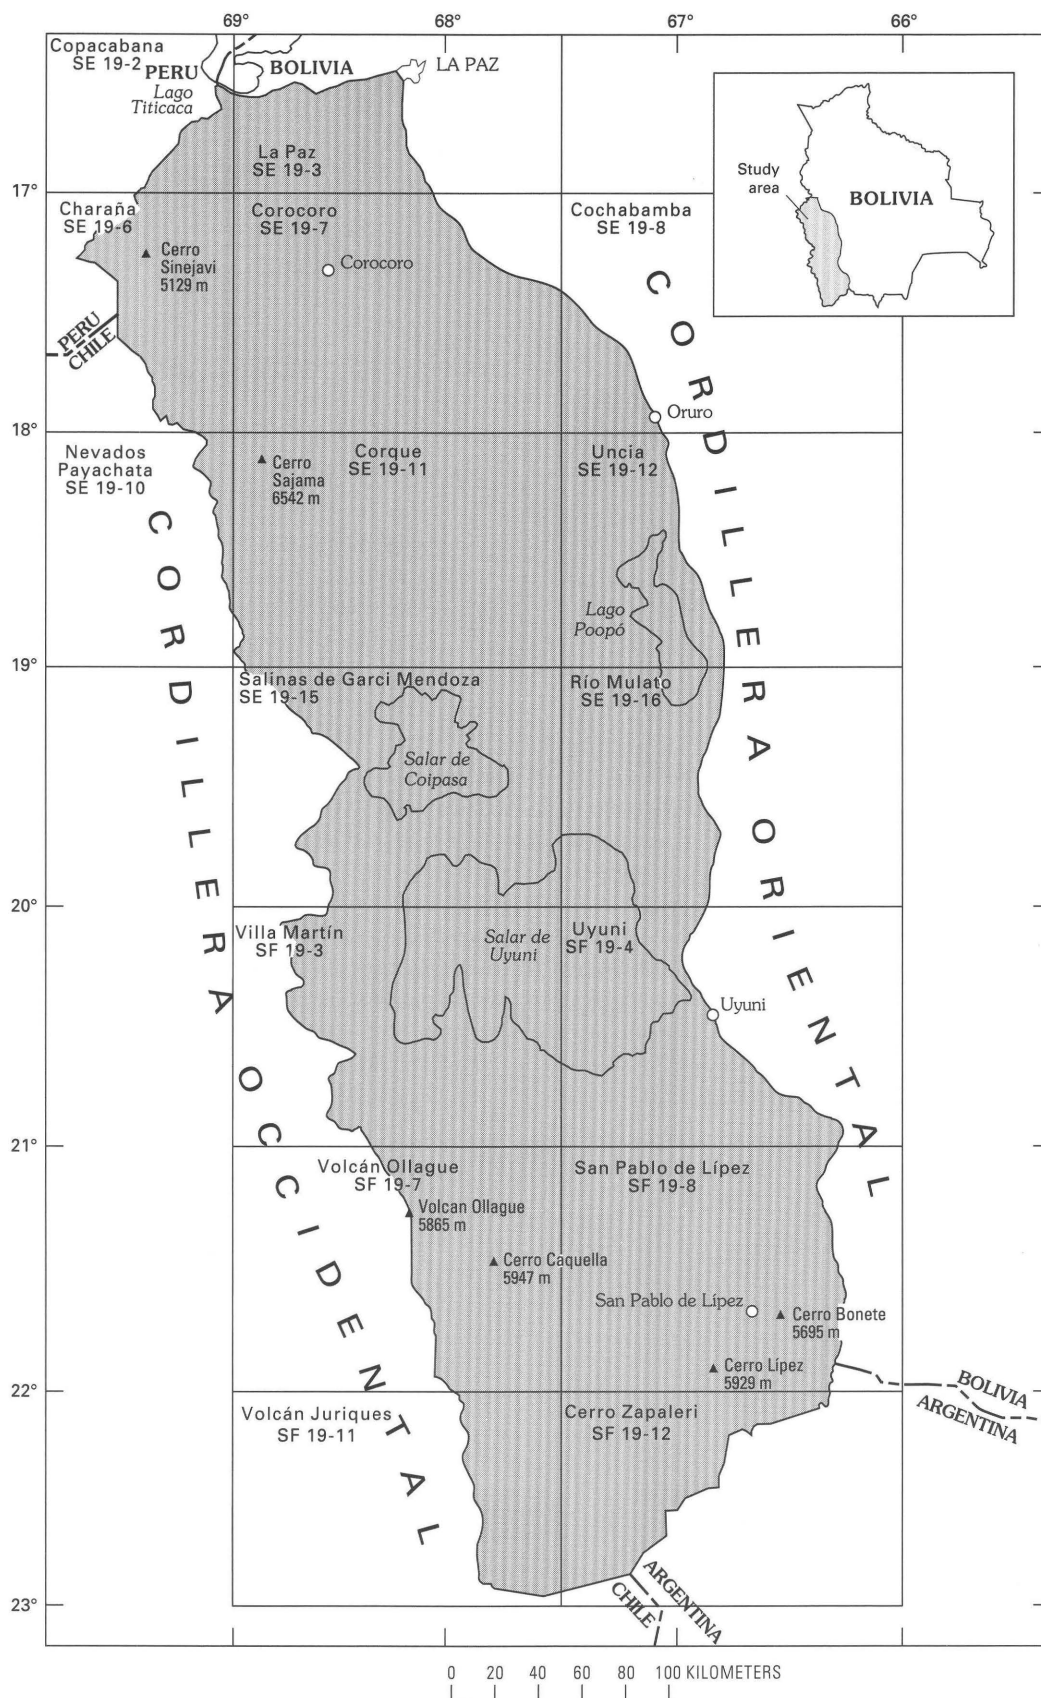 69° 68° 67° 66°
Copacabana
SE 19-2
PERU
BOLIVIA
LA PAZ
Lago
Titicaca
La Paz
SE 19-3
Study
area
BOLIVIA
17°
Charaña
SE 19-6
Corocoro
SE 19-7
Cochabamba
SE 19-8
Cerro
Sinejavi
5129 m
Corocoro
PERU
CHILE
Oruro
18°
Nevados
Payachata
SE 19-10
Cerro
Sajama
6542 m
Corque
SE 19-11
Uncia
SE 19-12
CORDILLERA ORIENTAL
CORDILLERA OCCIDENTAL
Lago
Poopó
19°
Salinas de Garci Mendoza
SE 19-15
Río Mulato
SE 19-16
Salar de
Coipasa
20°
Villa Martín
SF 19-3
Salar de
Uyuni
Uyuni
SF 19-4
Uyuni
21°
Volcán Ollague
SF 19-7
San Pablo de Lípez
SF 19-8
Volcan Ollague
5865 m
Cerro Caquella
5947 m
San Pablo de Lípez
Cerro Bonete
5695 m
Cerro Lípez
5929 m
22°
BOLIVIA
ARGENTINA
Volcán Juriques
SF 19-11
Cerro Zapaleri
SF 19-12
23°
ARGENTINA
CHILE
0 20 40 60 80 100 KILOMETERS